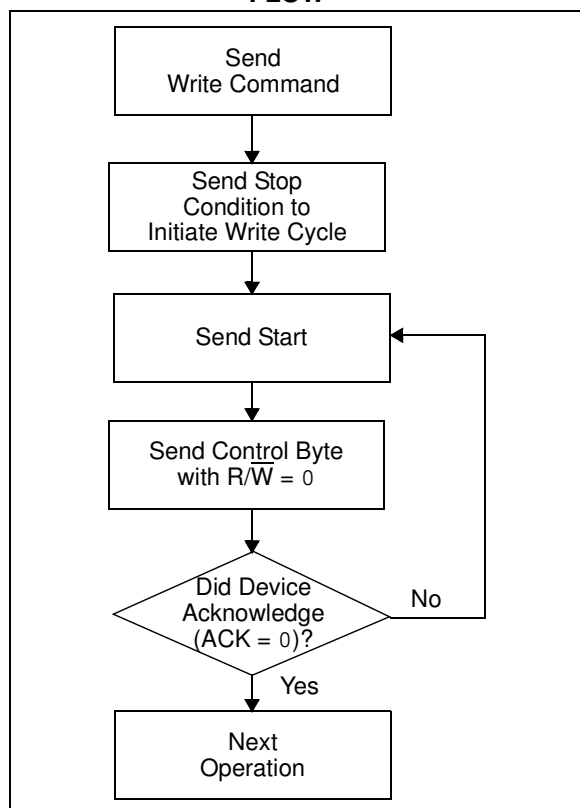 FLOW
Send
Write Command
Send Stop
Condition to
Initiate Write Cycle
Send Start
Send Control Byte
with R/W̅ = 0
Did Device
Acknowledge
(ACK = 0)?
No
Yes
Next
Operation